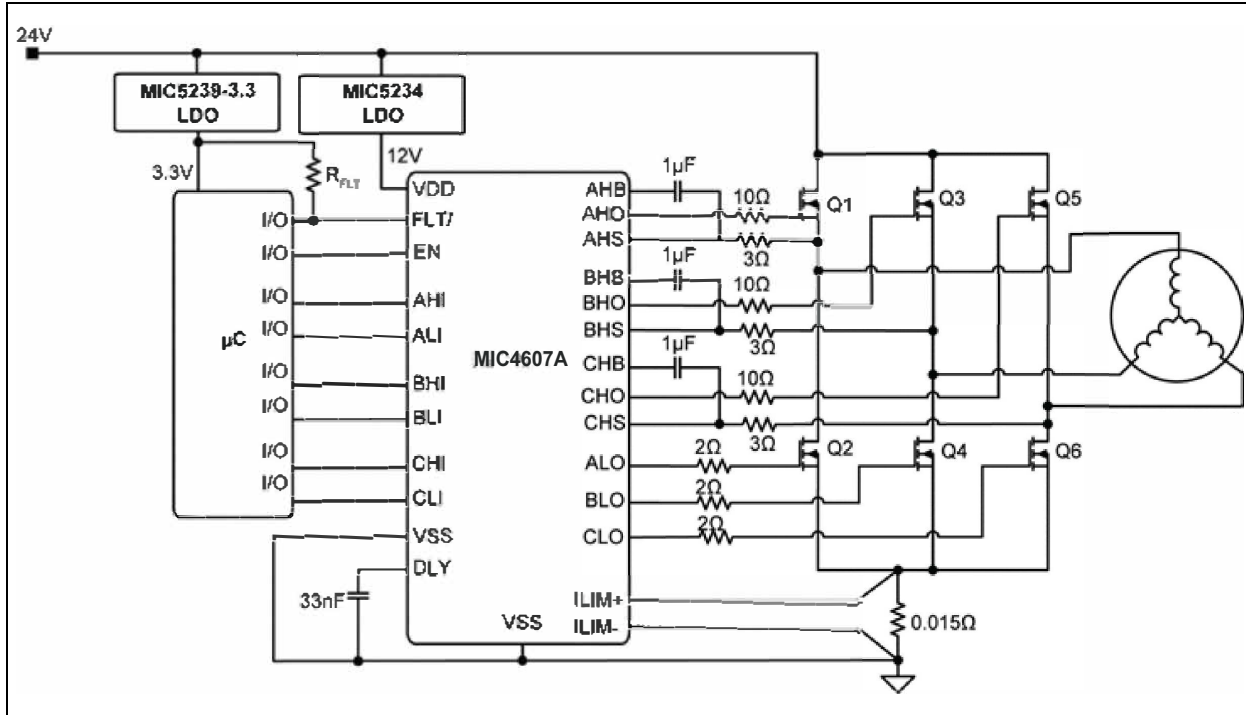 24V
MIC5239-3.3
LDO
MIC5234
LDO
3.3V
R_FLT
12V
µC
I/O
I/O
I/O
I/O
I/O
I/O
I/O
I/O
VDD
FLT/
EN
AHI
ALI
BHI
BLI
CHI
CLI
VSS
DLY
33nF
MIC4607A
VSS
AHB
AHO
AHS
BHB
BHO
BHS
CHB
CHO
CHS
ALO
BLO
CLO
ILIM+
ILIM-
1µF
10Ω
3Ω
1µF
10Ω
3Ω
1µF
10Ω
3Ω
2Ω
2Ω
2Ω
Q1
Q3
Q5
Q2
Q4
Q6
0.015Ω